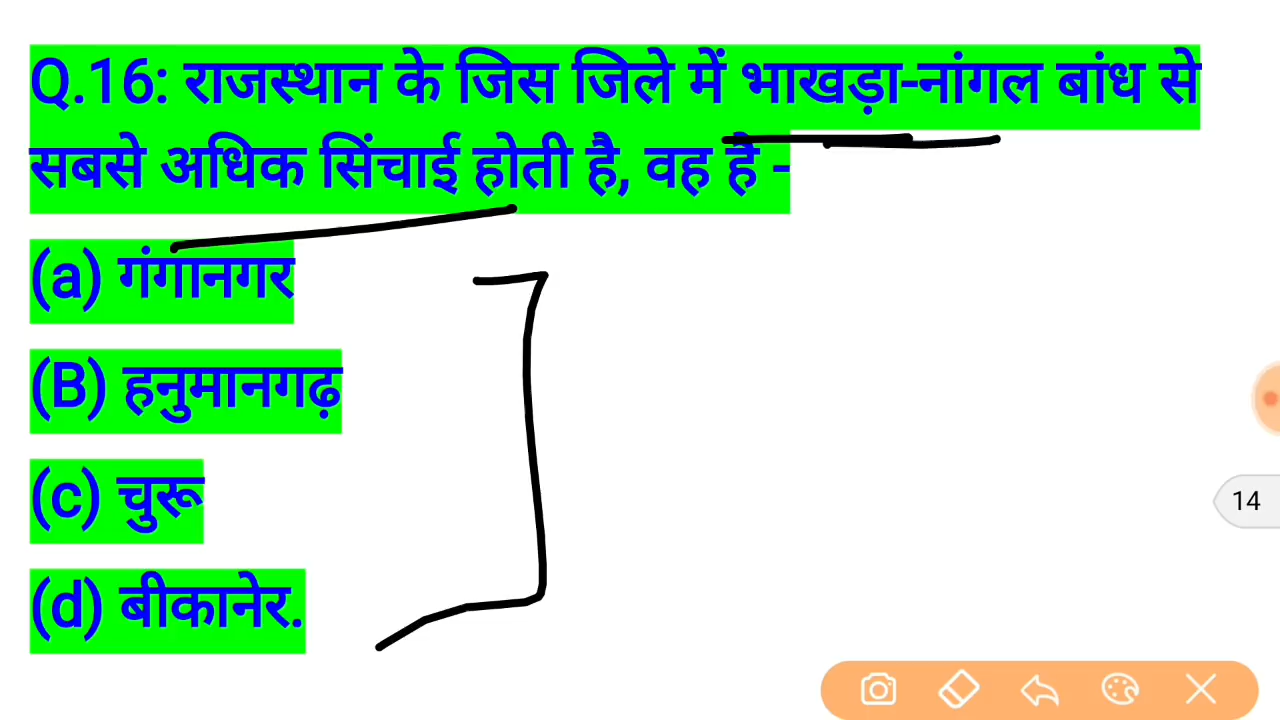 Q.16: राजस्थान के जिस जिले में भाखड़ा-नांगल बांध से
सबसे अधिक सिंचाई होती है, वह है -
(a) गंगानगर
(B) हनुमानगढ़
(c) चुरू
(d) बीकानेर.
14